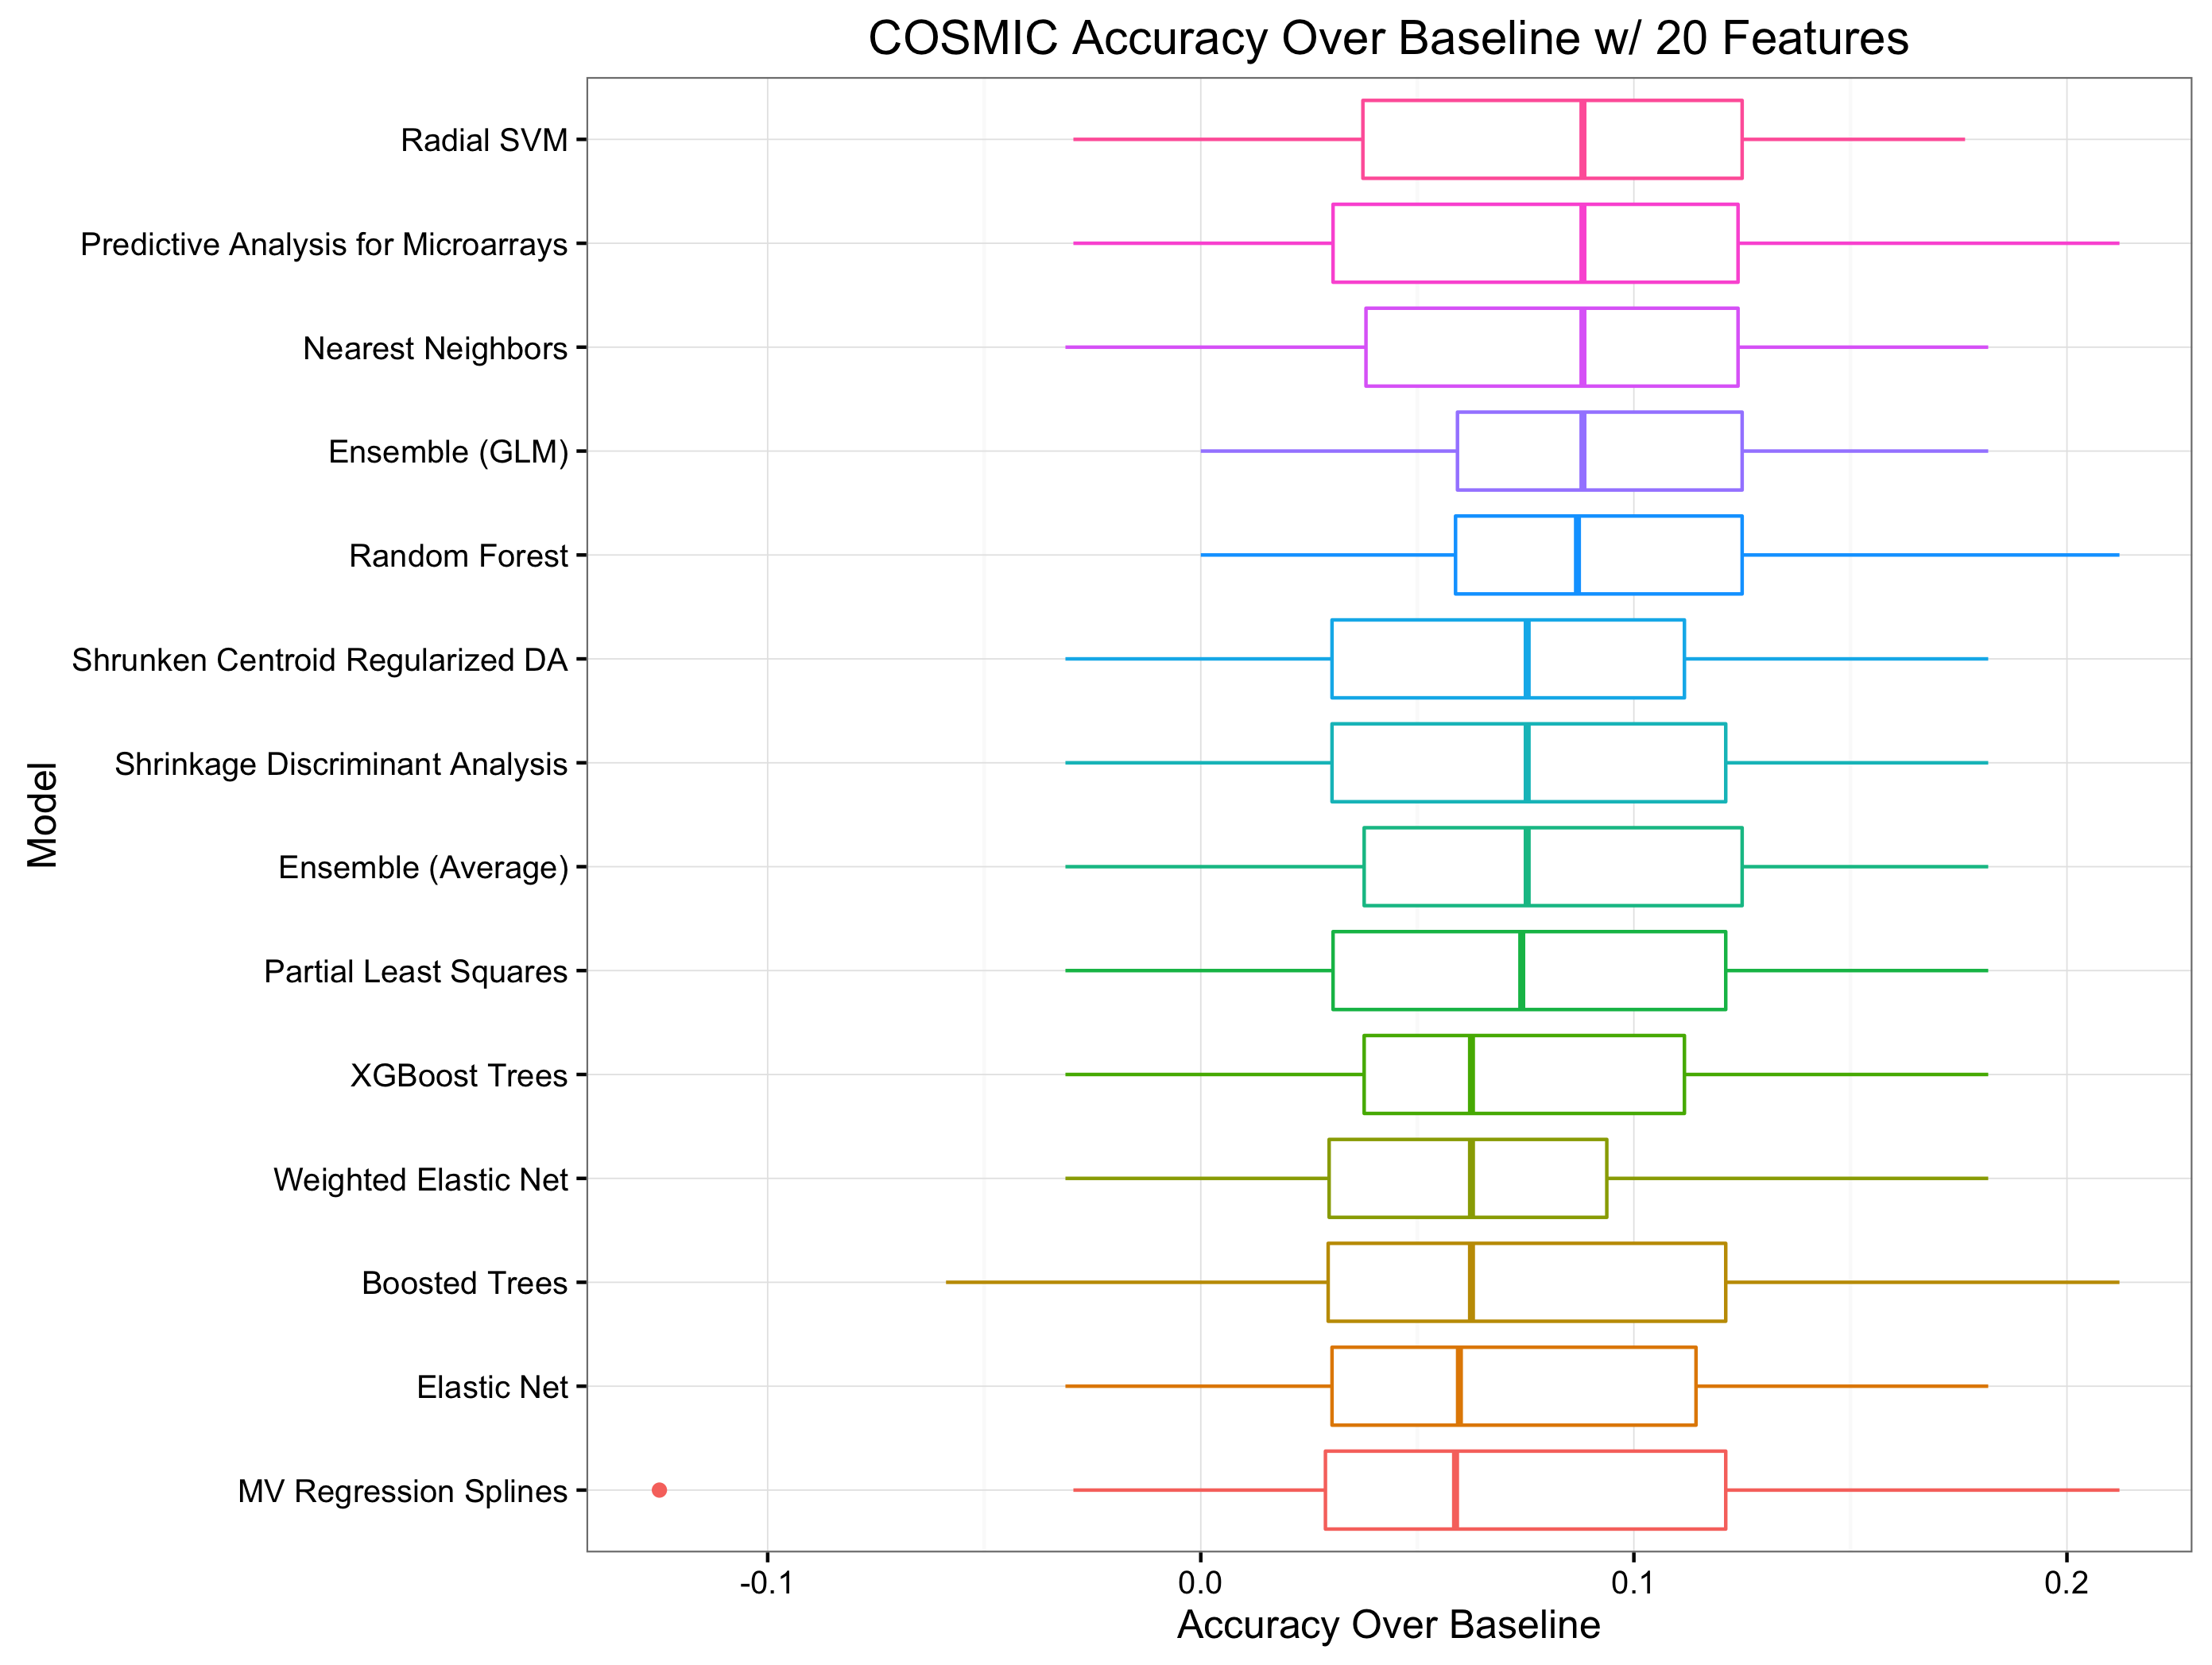 COSMIC Accuracy Over Baseline w/ 20 Features
Model
Radial SVM
Predictive Analysis for Microarrays
Nearest Neighbors
Ensemble (GLM)
Random Forest
Shrunken Centroid Regularized DA
Shrinkage Discriminant Analysis
Ensemble (Average)
Partial Least Squares
XGBoost Trees
Weighted Elastic Net
Boosted Trees
Elastic Net
MV Regression Splines
-0.1 0.0 0.1 0.2
Accuracy Over Baseline